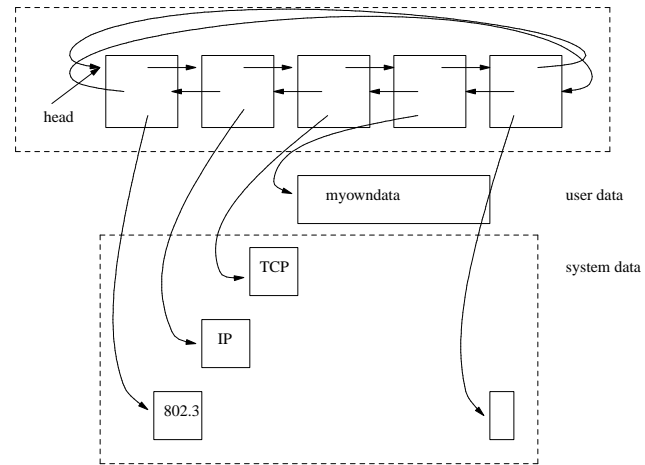 head
myowndata
user data
TCP
system data
IP
802.3